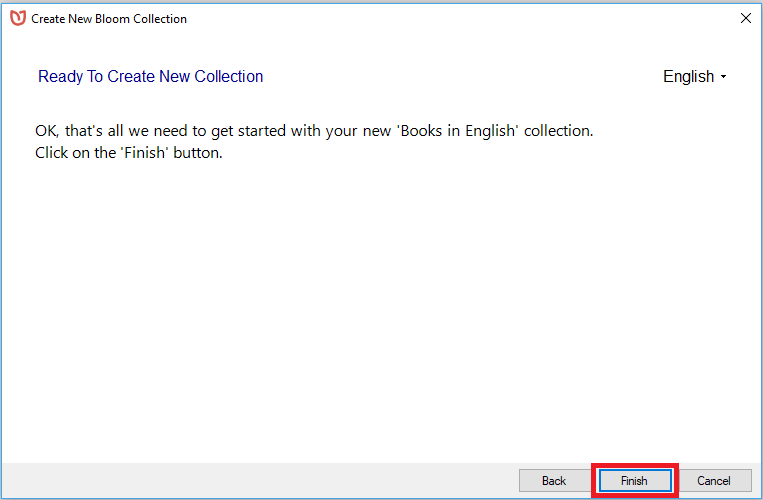 Create New Bloom Collection
Ready To Create New Collection
English
OK, that's all we need to get started with your new 'Books in English' collection.
Click on the 'Finish' button.
Back
Finish
Cancel